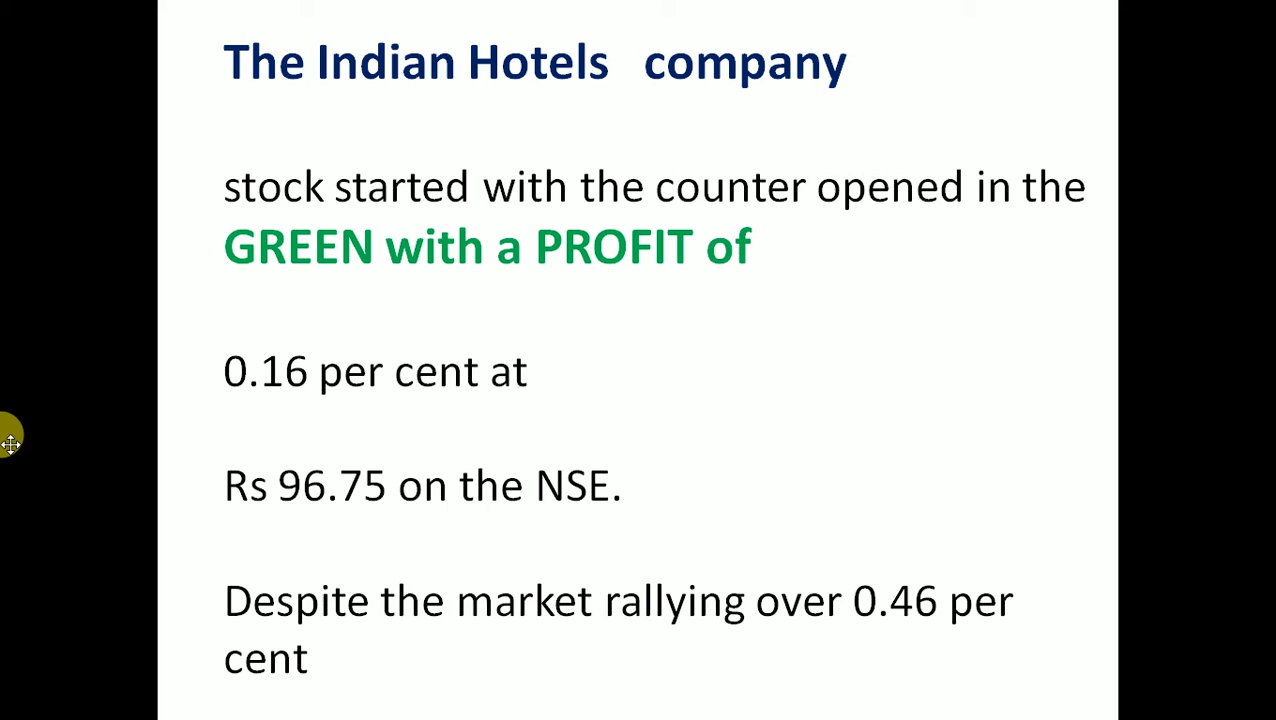 The Indian Hotels company
stock started with the counter opened in the
GREEN with a PROFIT of
0.16 per cent at
Rs 96.75 on the NSE.
Despite the market rallying over 0.46 per
cent